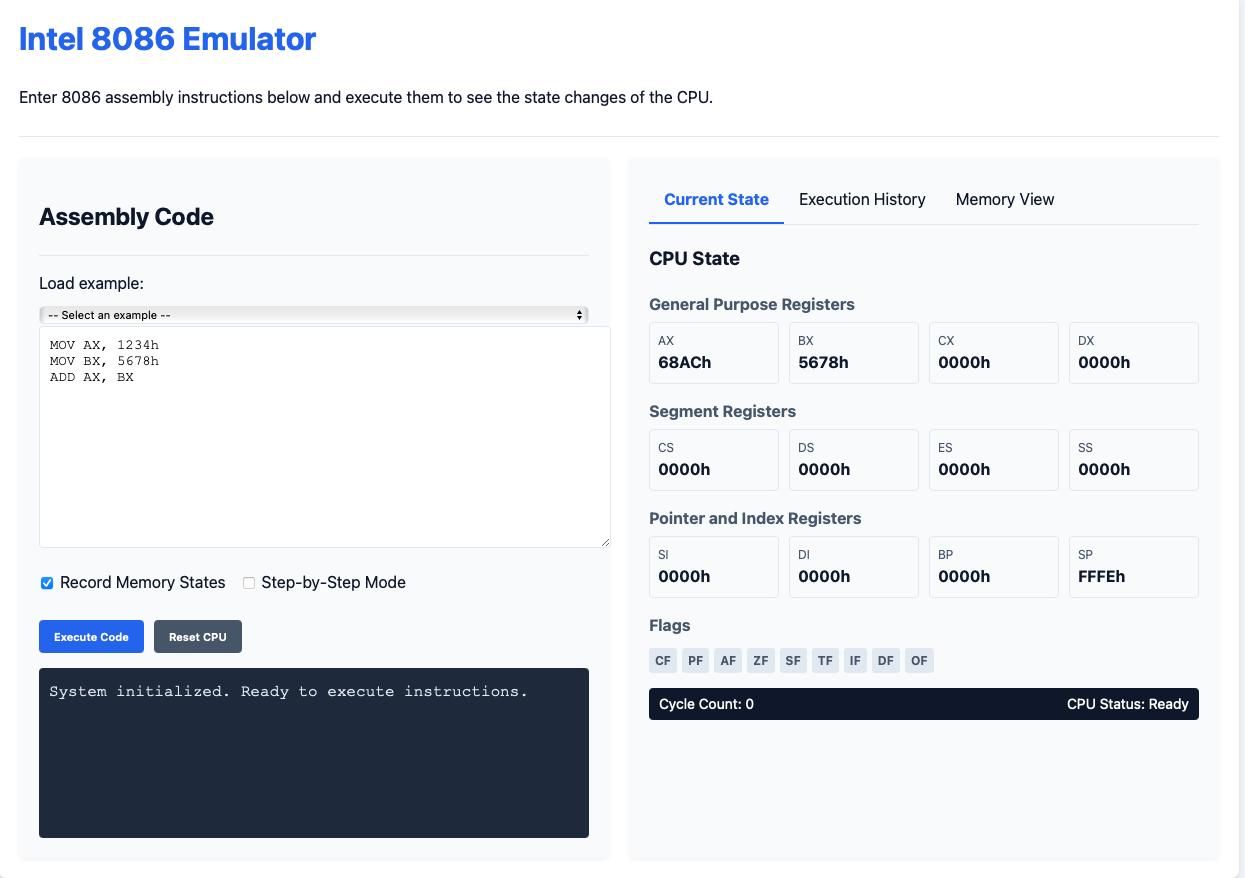 Intel 8086 Emulator
Enter 8086 assembly instructions below and execute them to see the state changes of the CPU.
Assembly Code
Load example:
-- Select an example --
MOV AX, 1234h
MOV BX, 5678h
ADD AX, BX
Record Memory States Step-by-Step Mode
Execute Code Reset CPU
System initialized. Ready to execute instructions.
Current State Execution History Memory View
CPU State
General Purpose Registers
AX BX CX DX
68ACh 5678h 0000h 0000h
Segment Registers
CS DS ES SS
0000h 0000h 0000h 0000h
Pointer and Index Registers
SI DI BP SP
0000h 0000h 0000h FFFEh
Flags
CF PF AF ZF SF TF IF DF OF
Cycle Count: 0 CPU Status: Ready